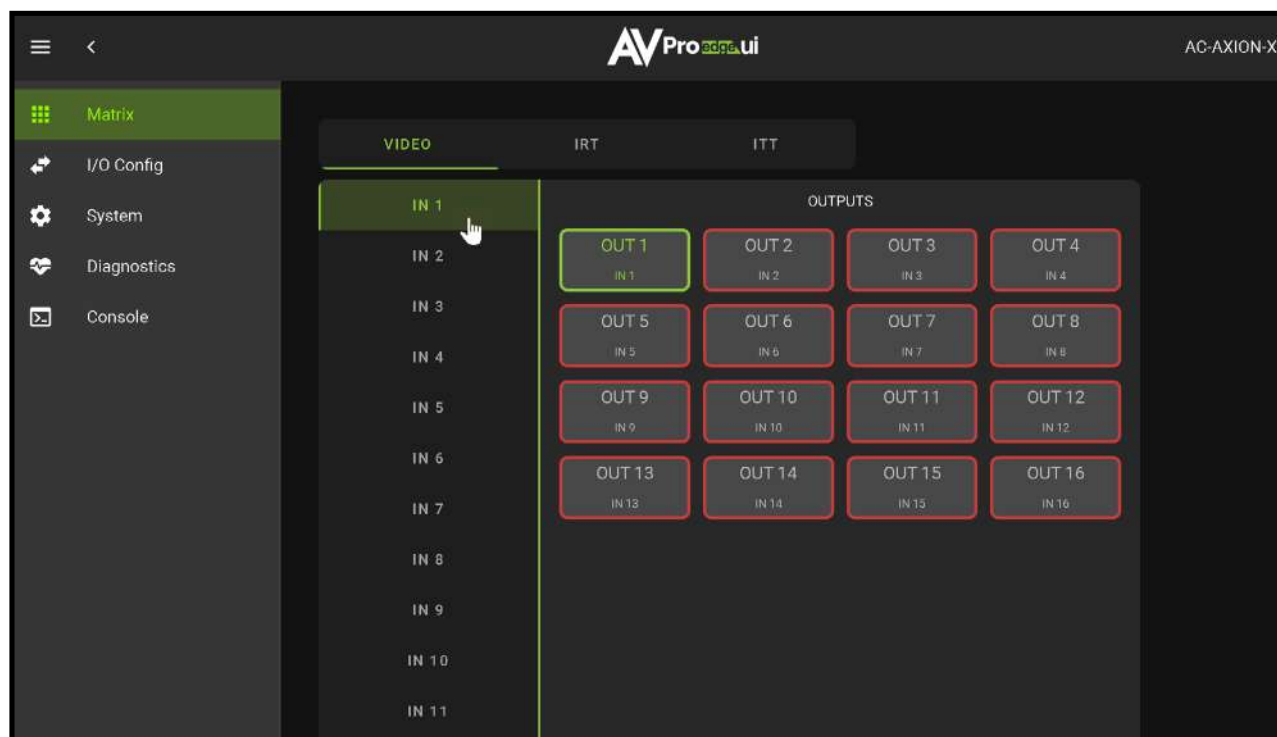 AVPro edge.ui
AC-AXION-X
Matrix
I/O Config
System
Diagnostics
Console
VIDEO IRT ITT
IN 1
IN 2
IN 3
IN 4
IN 5
IN 6
IN 7
IN 8
IN 9
IN 10
IN 11
OUTPUTS
OUT 1 OUT 2 OUT 3 OUT 4
IN 1 IN 2 IN 3 IN 4
OUT 5 OUT 6 OUT 7 OUT 8
IN 5 IN 6 IN 7 IN 8
OUT 9 OUT 10 OUT 11 OUT 12
IN 9 IN 10 IN 11 IN 12
OUT 13 OUT 14 OUT 15 OUT 16
IN 13 IN 14 IN 15 IN 16